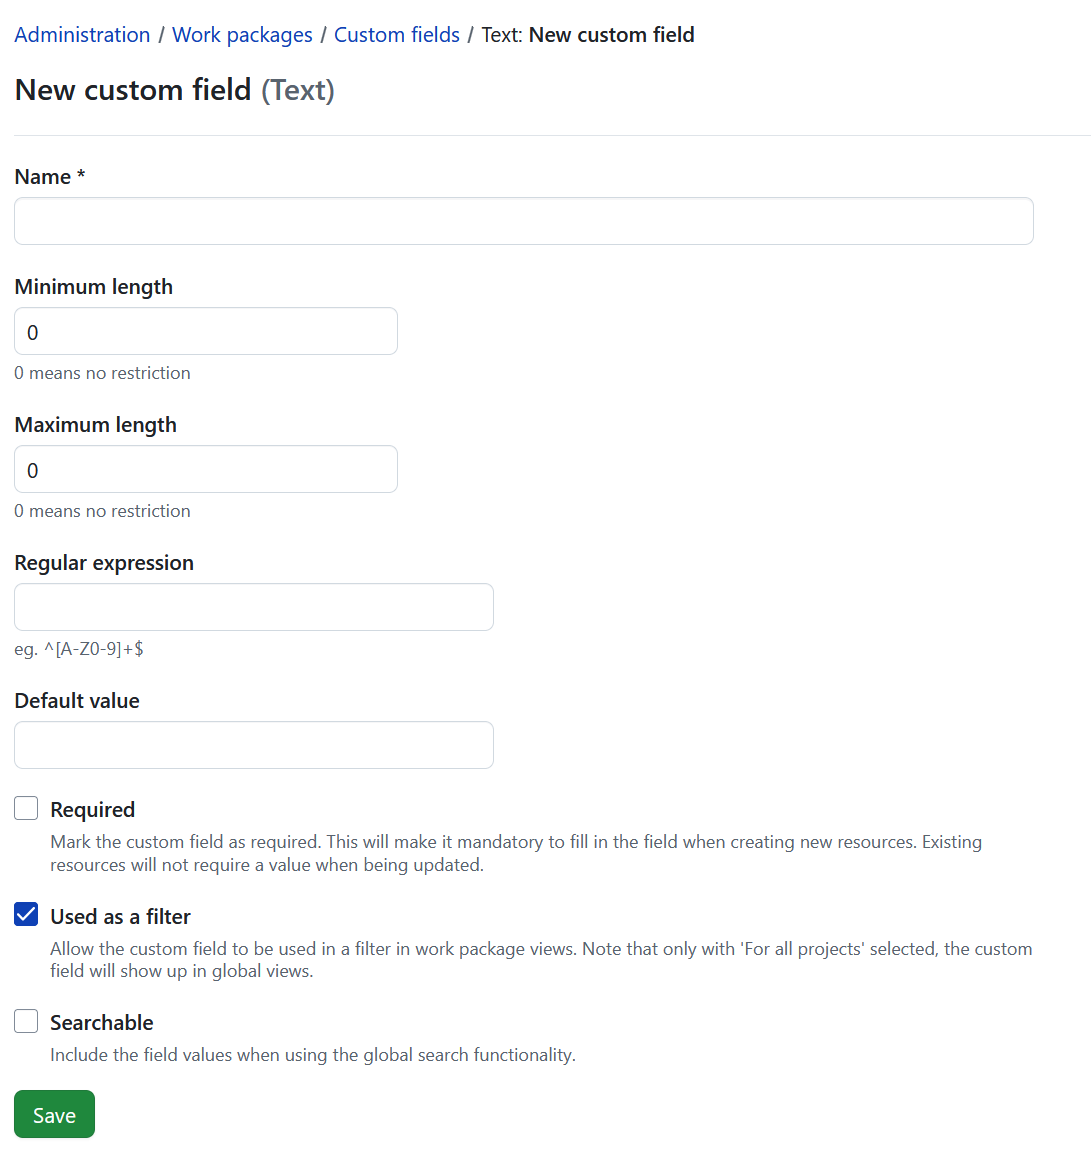 Administration / Work packages / Custom fields / Text: New custom field
New custom field (Text)
Name *
Minimum length
0
0 means no restriction
Maximum length
0
0 means no restriction
Regular expression
eg. ^[A-Z0-9]+$
Default value
Required
Mark the custom field as required. This will make it mandatory to fill in the field when creating new resources. Existing
resources will not require a value when being updated.
Used as a filter
Allow the custom field to be used in a filter in work package views. Note that only with 'For all projects' selected, the custom
field will show up in global views.
Searchable
Include the field values when using the global search functionality.
Save